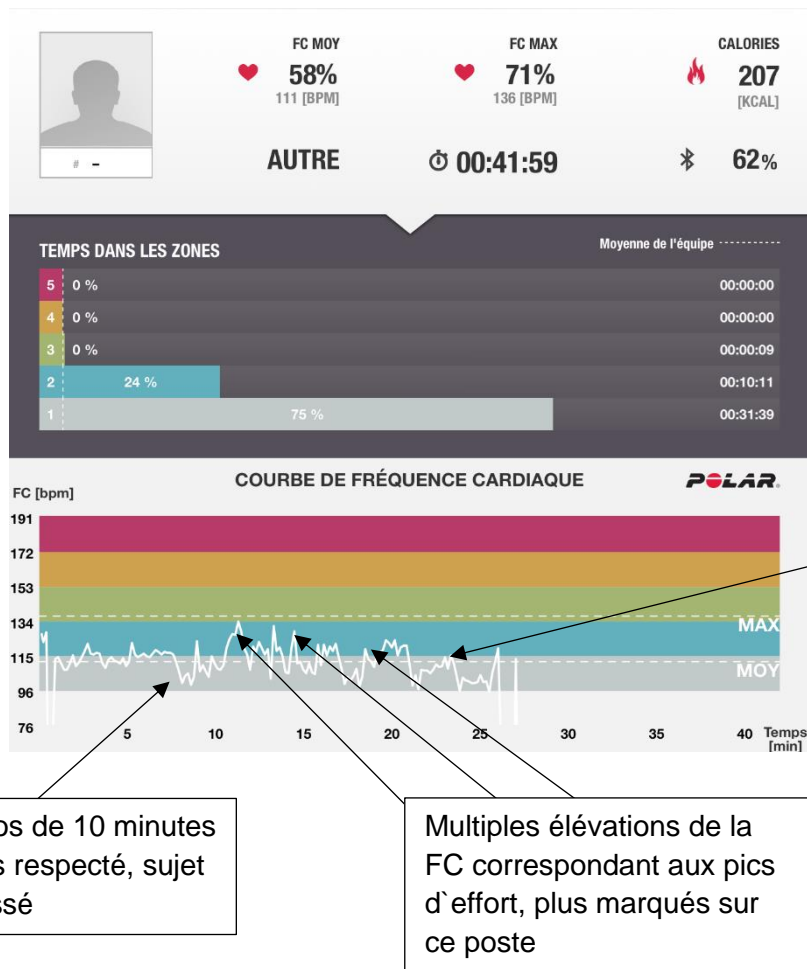 FC MOY
58%
111 [BPM]
FC MAX
71%
136 [BPM]
CALORIES
207
[KCAL]
# -
AUTRE
00:41:59
62%
TEMPS DANS LES ZONES
Moyenne de l'équipe
5 0 % 00:00:00
4 0 % 00:00:00
3 0 % 00:00:09
2 24 % 00:10:11
1 75 % 00:31:39
COURBE DE FRÉQUENCE CARDIAQUE
POLAR
FC [bpm]
191
172
153
134
115
96
76
MAX
MOY
5 10 15 20 25 30 35 40 Temps
[min]
os de 10 minutes
s respecté, sujet
ssé
Multiples élévations de la
FC correspondant aux pics
d`effort, plus marqués sur
ce poste